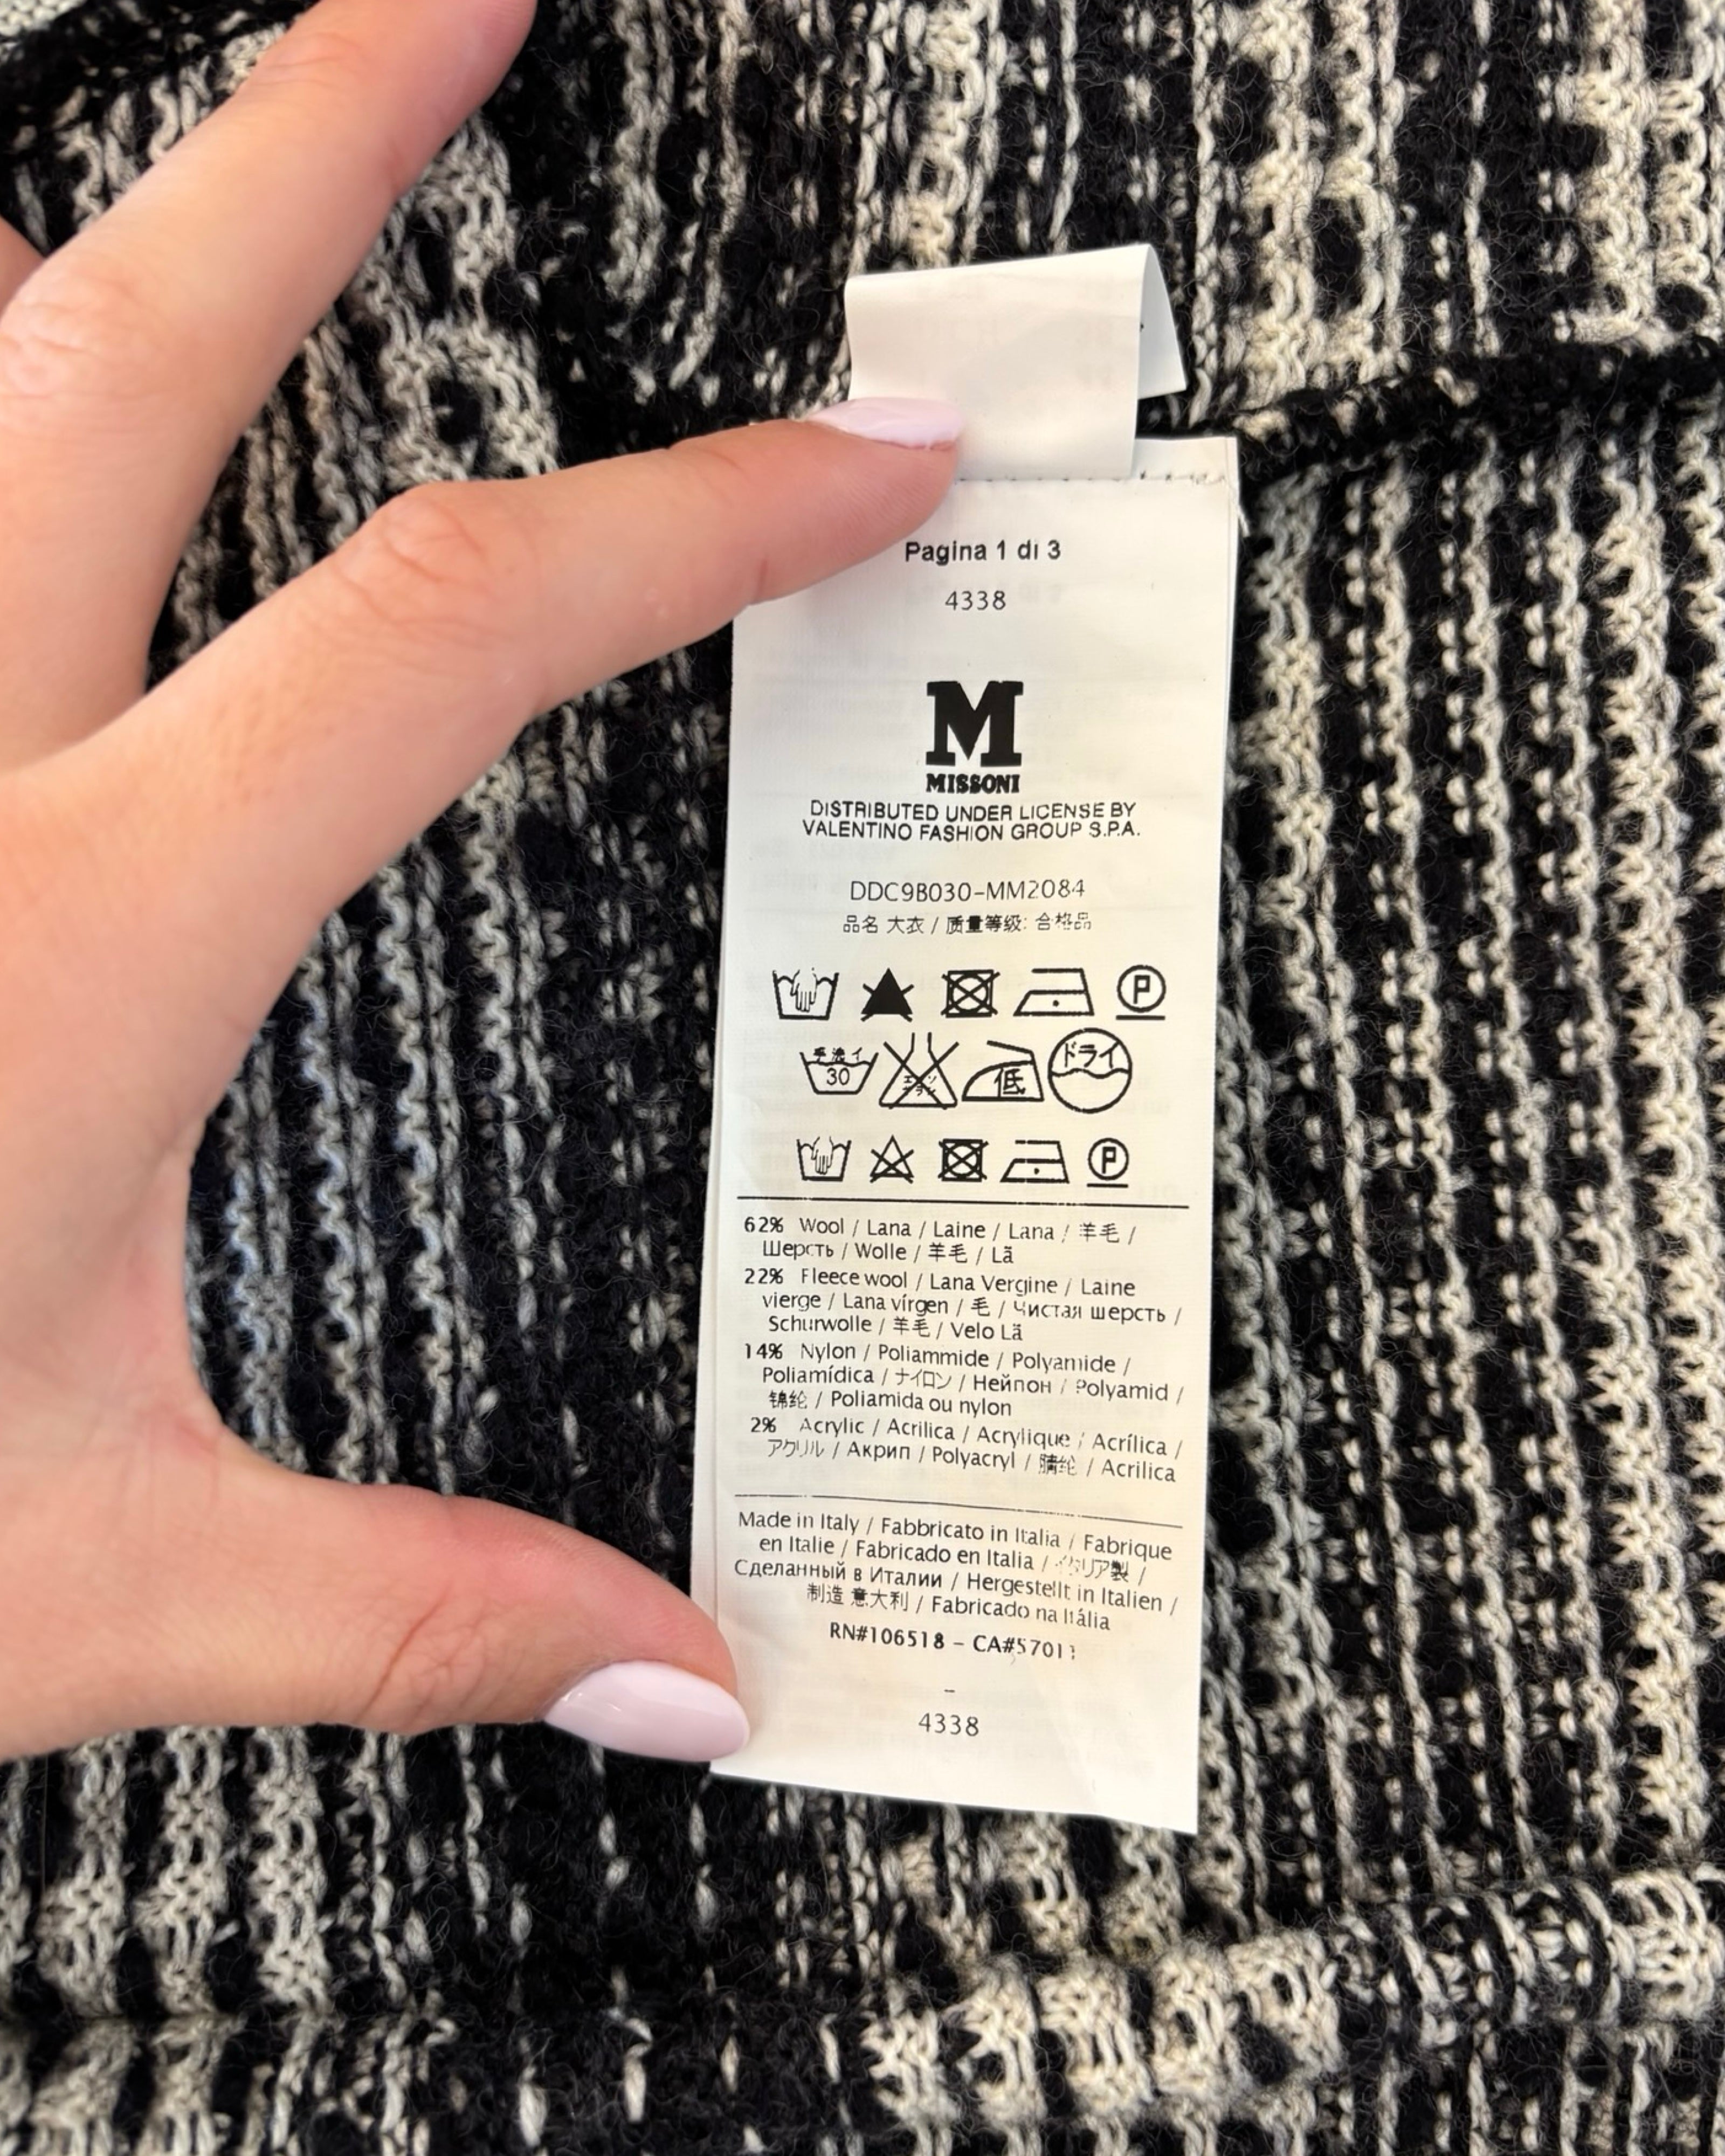 Pagina 1 di 3
4338
M
MISSONI
DISTRIBUTED UNDER LICENSE BY
VALENTINO FASHION GROUP S.P.A.
DDC9B030-MM2084
品名 大衣 / 质量等级: 合格品
P
手洗イ
30
低
ドライ
P
62% Wool / Lana / Laine / Lana / 羊毛 /
Шерсть / Wolle / 羊毛 / Lã
22% Fleece wool / Lana Vergine / Laine
vierge / Lana vírgen / 毛 / Чистая шерсть /
Schurwolle / 羊毛 / Velo Lã
14% Nylon / Poliammide / Polyamide /
Poliamídica / ナイロン / Нейлон / Polyamid /
锦纶 / Poliamida ou nylon
2% Acrylic / Acrilica / Acrylique / Acrílica /
アクリル / Акрил / Polyacryl / 腈纶 / Acrilica
Made in Italy / Fabbricato in Italia / Fabrique
en Italie / Fabricado en Italia / イタリア製 /
Сделанный в Италии / Hergestellt in Italien /
制造 意大利 / Fabricado na Itália
RN#106518 -
-
4338